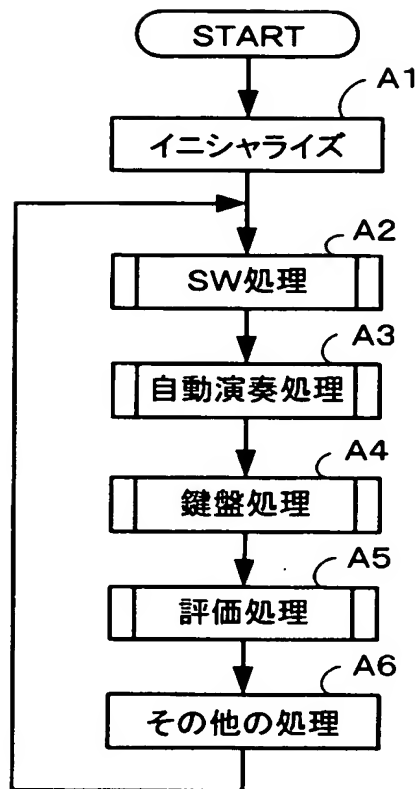 START
A1
イニシャライズ
A2
SW処理
A3
自動演奏処理
A4
鍵盤処理
A5
評価処理
A6
その他の処理